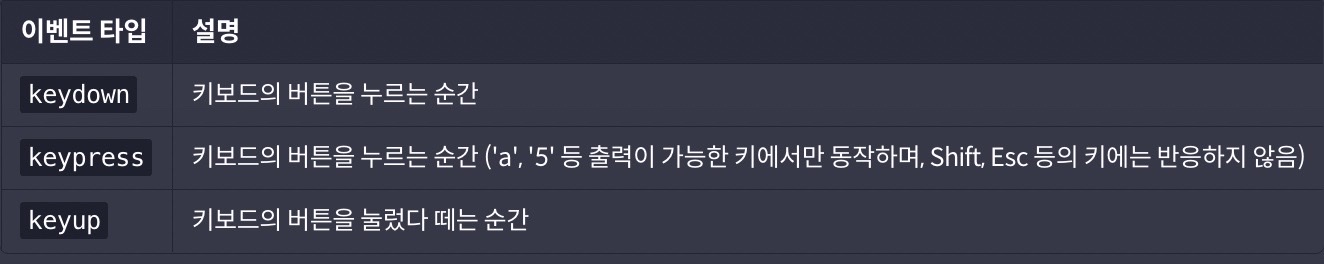 이벤트 타입 설명
keydown 키보드의 버튼을 누르는 순간
keypress 키보드의 버튼을 누르는 순간 ('a', '5' 등 출력이 가능한 키에서만 동작하며, Shift, Esc 등의 키에는 반응하지 않음)
keyup 키보드의 버튼을 눌렀다 떼는 순간